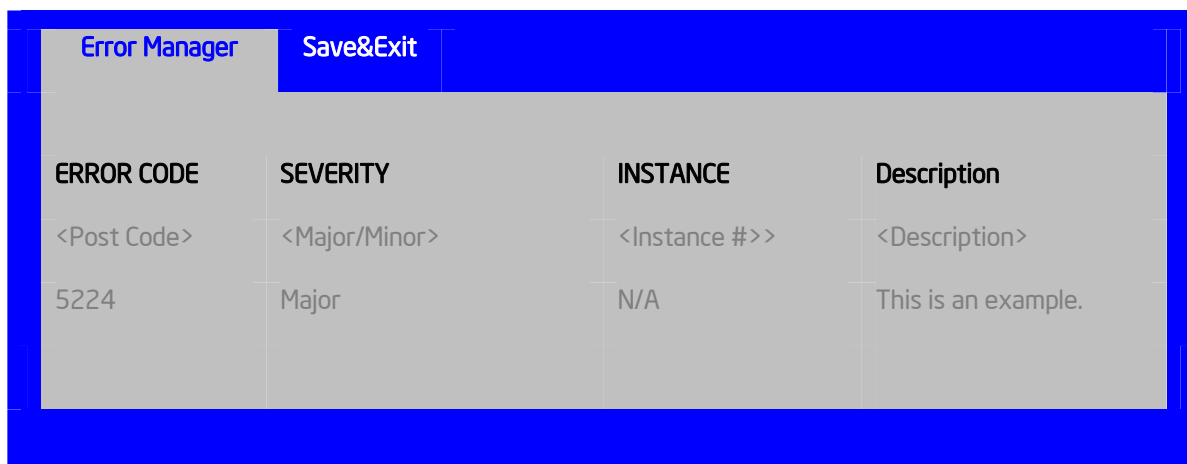 Error Manager Save&Exit
ERROR CODE SEVERITY INSTANCE Description
<Post Code> <Major/Minor> <Instance #>> <Description>
5224 Major N/A This is an example.